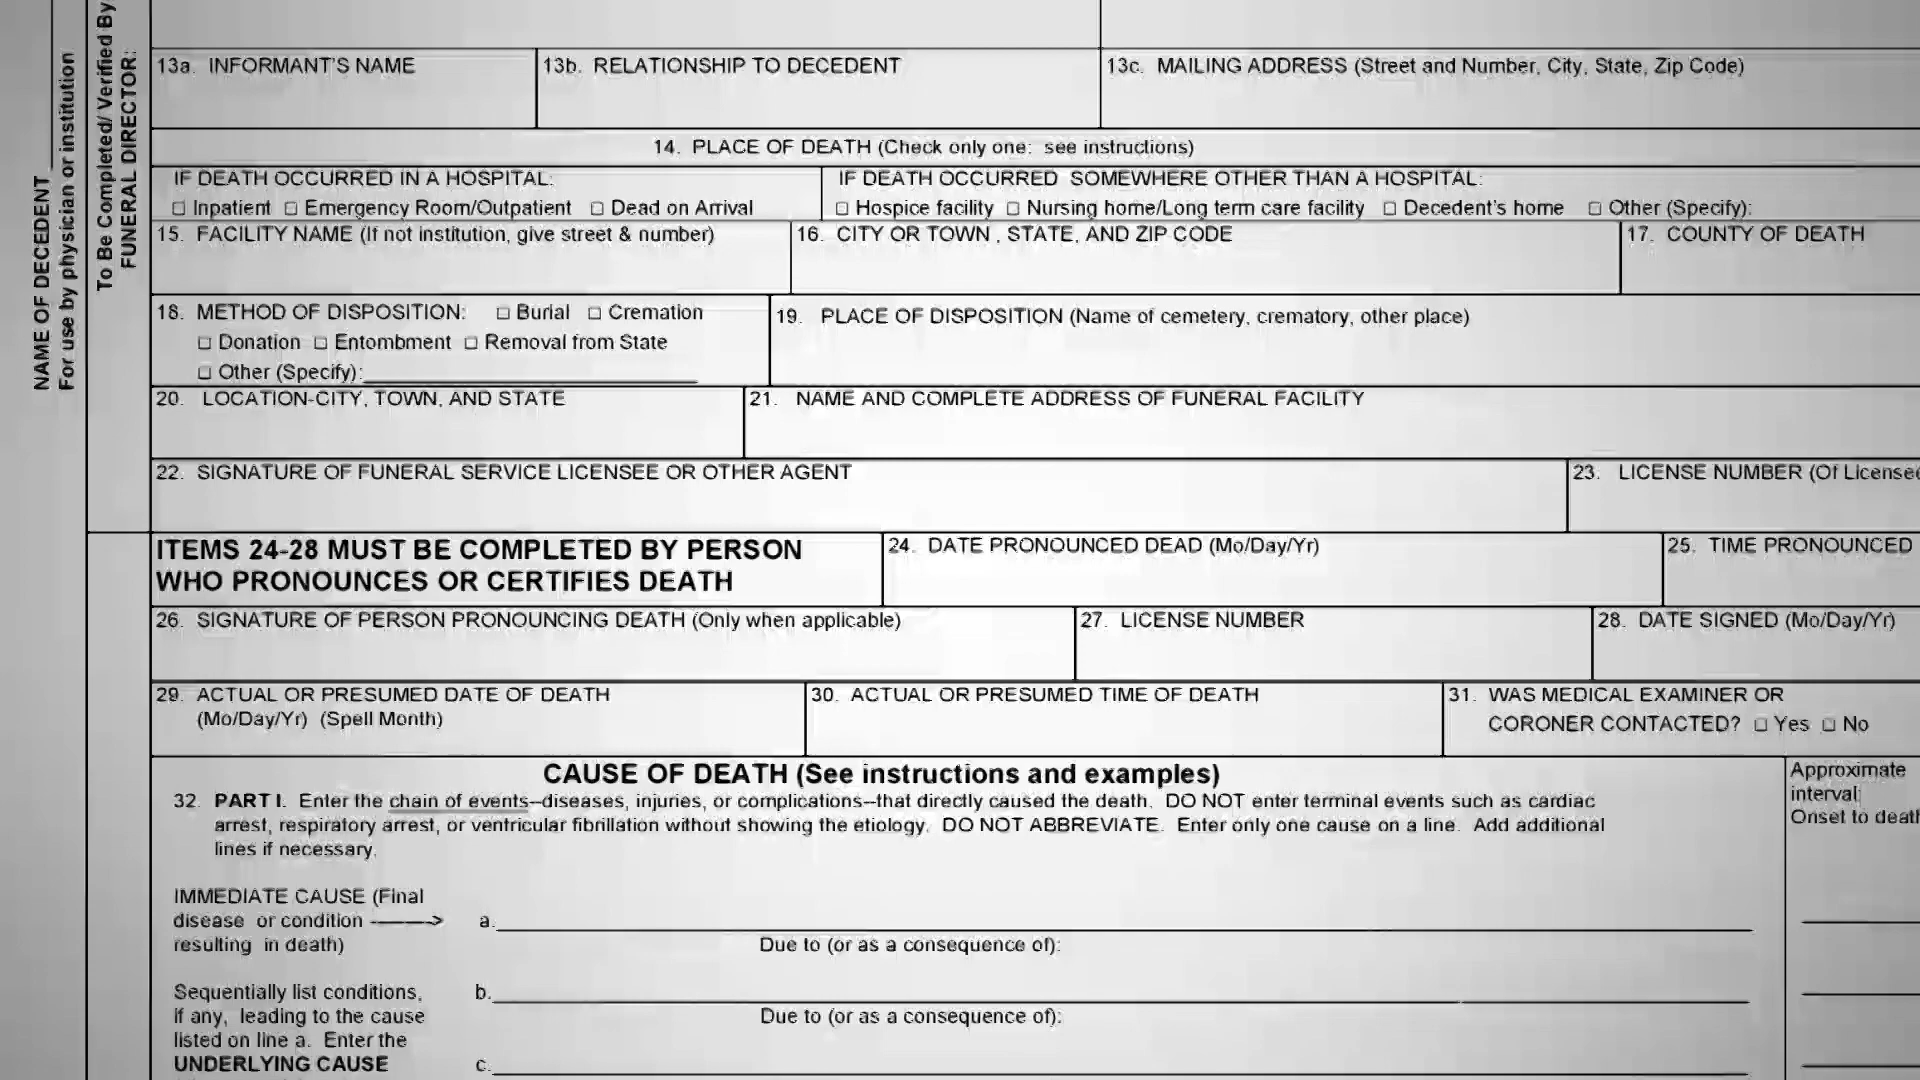 NAME OF DECEDENT
For use by physician or institution
To Be Completed/ Verified By
FUNERAL DIRECTOR:
13a. INFORMANT'S NAME
13b. RELATIONSHIP TO DECEDENT
13c. MAILING ADDRESS (Street and Number, City, State, Zip Code)
14. PLACE OF DEATH (Check only one: see instructions)
IF DEATH OCCURRED IN A HOSPITAL:
□ Inpatient □ Emergency Room/Outpatient □ Dead on Arrival
IF DEATH OCCURRED SOMEWHERE OTHER THAN A HOSPITAL:
□ Hospice facility □ Nursing home/Long term care facility □ Decedent's home □ Other (Specify):
15. FACILITY NAME (If not institution, give street & number)
16. CITY OR TOWN , STATE, AND ZIP CODE
17. COUNTY OF DEATH
18. METHOD OF DISPOSITION: □ Burial □ Cremation
□ Donation □ Entombment □ Removal from State
□ Other (Specify):
19. PLACE OF DISPOSITION (Name of cemetery, crematory, other place)
20. LOCATION-CITY, TOWN, AND STATE
21. NAME AND COMPLETE ADDRESS OF FUNERAL FACILITY
22. SIGNATURE OF FUNERAL SERVICE LICENSEE OR OTHER AGENT
23. LICENSE NUMBER (Of Licensee
ITEMS 24-28 MUST BE COMPLETED BY PERSON
WHO PRONOUNCES OR CERTIFIES DEATH
24. DATE PRONOUNCED DEAD (Mo/Day/Yr)
25. TIME PRONOUNCED
26. SIGNATURE OF PERSON PRONOUNCING DEATH (Only when applicable)
27. LICENSE NUMBER
28. DATE SIGNED (Mo/Day/Yr)
29. ACTUAL OR PRESUMED DATE OF DEATH
(Mo/Day/Yr) (Spell Month)
30. ACTUAL OR PRESUMED TIME OF DEATH
31. WAS MEDICAL EXAMINER OR
CORONER CONTACTED? □ Yes □ No
CAUSE OF DEATH (See instructions and examples)
32. PART I. Enter the chain of events--diseases, injuries, or complications--that directly caused the death. DO NOT enter terminal events such as cardiac
arrest, respiratory arrest, or ventricular fibrillation without showing the etiology. DO NOT ABBREVIATE. Enter only one cause on a line. Add additional
lines if necessary.
Approximate
interval:
Onset to death
IMMEDIATE CAUSE (Final
disease or condition ---------> a.
resulting in death)
Due to (or as a consequence of):
Sequentially list conditions, b.
if any, leading to the cause
Due to (or as a consequence of):
listed on line a. Enter the
UNDERLYING CAUSE c.